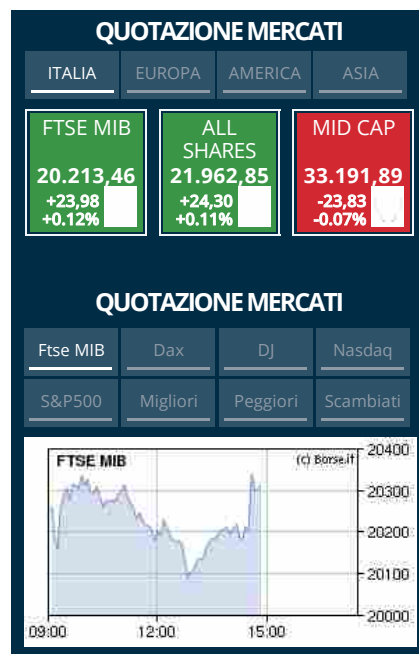 QUOTAZIONE MERCATI
ITALIA EUROPA AMERICA ASIA
FTSE MIB
20.213,46
+23,98
+0.12%
ALL
SHARES
21.962,85
+24,30
+0.11%
MID CAP
33.191,89
-23,83
-0.07%
QUOTAZIONE MERCATI
Ftse MIB Dax DJ Nasdaq
S&P500 Migliori Peggiori Scambiati
FTSE MIB (c) Borse.it
20400
20300
20200
20100
20000
09:00 12:00 15:00